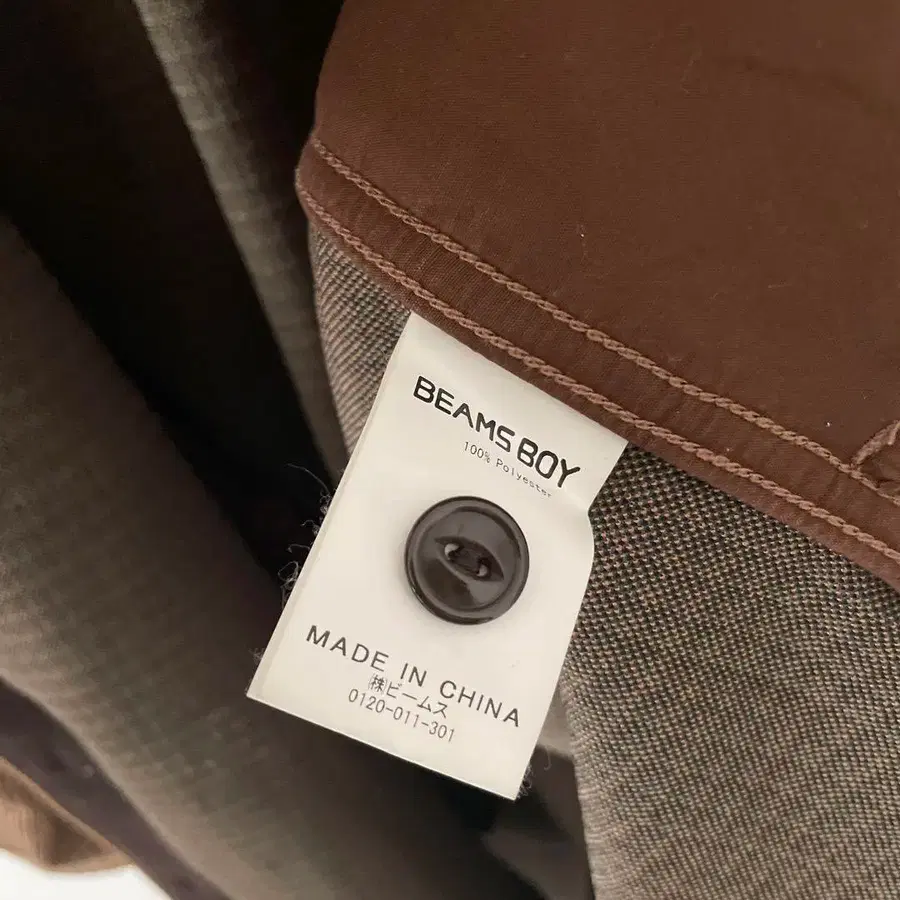 BEAMS BOY
100% Polyester
MADE IN CHINA
㈱ビームス
0120-011-301